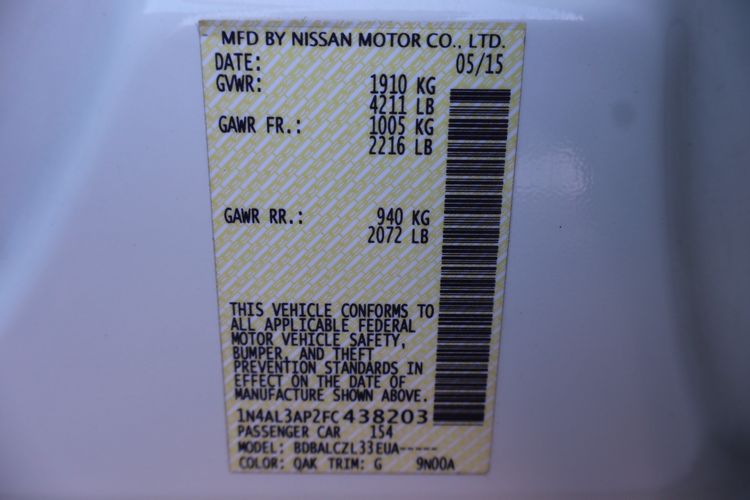 MFD BY NISSAN MOTOR CO., LTD.
DATE: 05/15
GVWR: 1910 KG
4211 LB
GAWR FR.: 1005 KG
2216 LB
GAWR RR.: 940 KG
2072 LB
THIS VEHICLE CONFORMS TO
ALL APPLICABLE FEDERAL
MOTOR VEHICLE SAFETY,
BUMPER, AND THEFT
PREVENTION STANDARDS IN
EFFECT ON THE DATE OF
MANUFACTURE SHOWN ABOVE.
1N4AL3AP2FC438203
PASSENGER CAR 154
MODEL: BDBALCZL33EUA-----
COLOR: QAK TRIM: G 9N00A